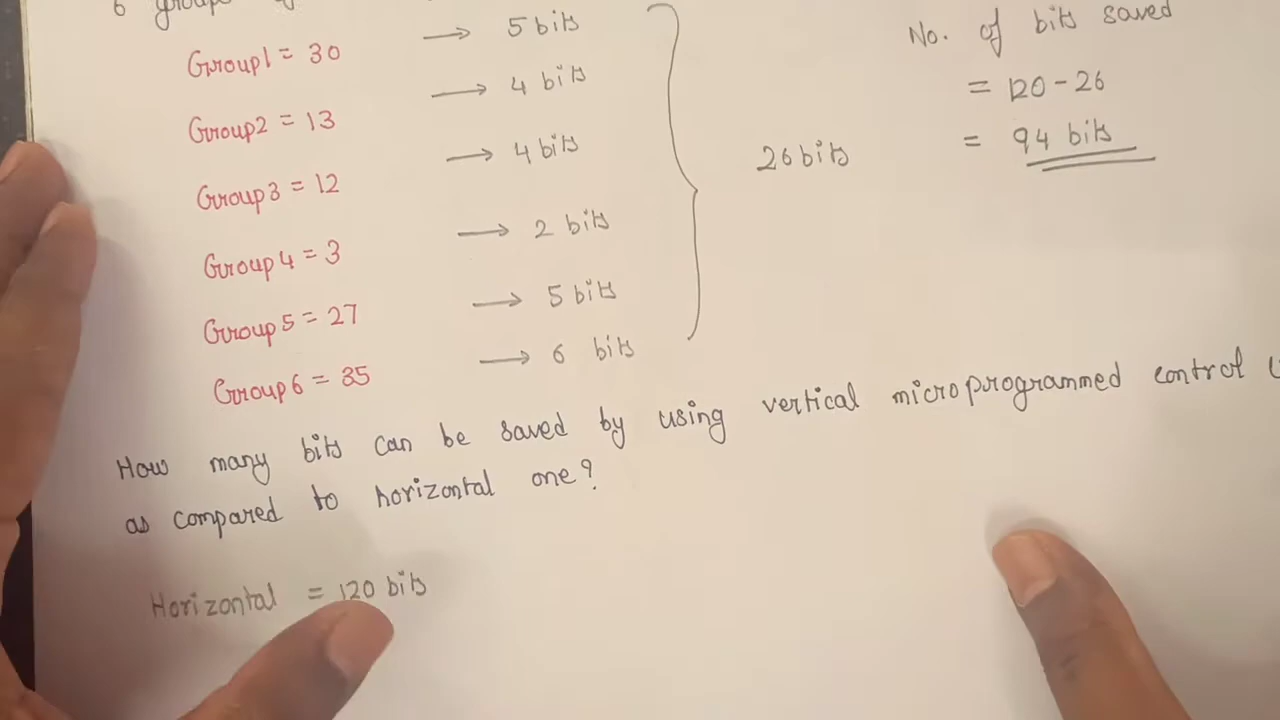 6 groups
Group1 = 30 → 5 bits
Group2 = 13 → 4 bits
Group3 = 12 → 4 bits
Group4 = 3 → 2 bits
Group5 = 27 → 5 bits
Group6 = 35 → 6 bits
26 bits
No. of bits saved
= 120 - 26
= 94 bits
How many bits can be saved by using vertical microprogrammed control
as compared to horizontal one?
Horizontal = 120 bits